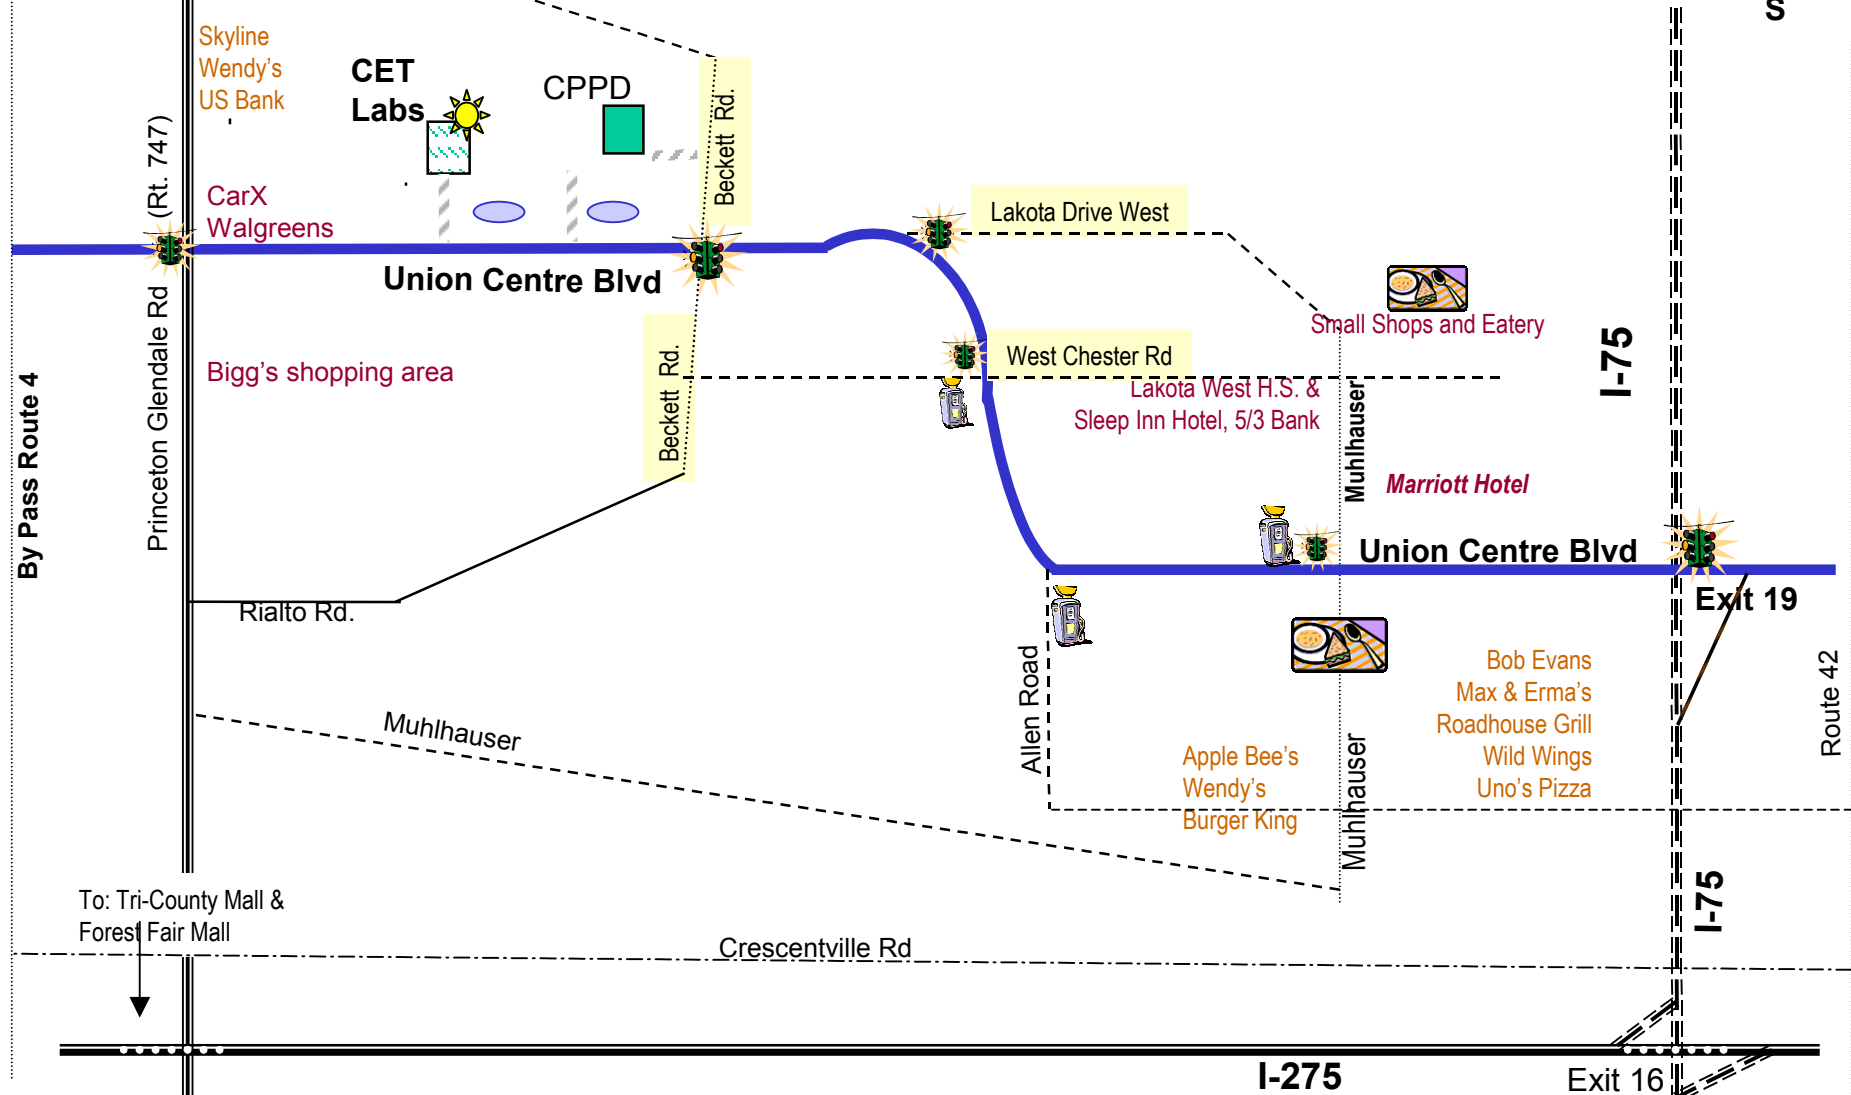 S
Skyline
Wendy's
US Bank
CET
Labs
CPPD
Beckett Rd.
Princeton Glendale Rd (Rt. 747)
CarX
Walgreens
Lakota Drive West
Union Centre Blvd
Small Shops and Eatery
West Chester Rd
I-75
Bigg's shopping area
Beckett Rd.
Lakota West H.S. &
Sleep Inn Hotel, 5/3 Bank
Muhlhauser
By Pass Route 4
Marriott Hotel
Union Centre Blvd
Exit 19
Rialto Rd.
Allen Road
Bob Evans
Max & Erma's
Roadhouse Grill
Wild Wings
Uno's Pizza
Route 42
Muhlhauser
Apple Bee's
Wendy's
Burger King
Muhlhauser
To: Tri-County Mall &
Forest Fair Mall
I-75
Crescentville Rd
I-275
Exit 16